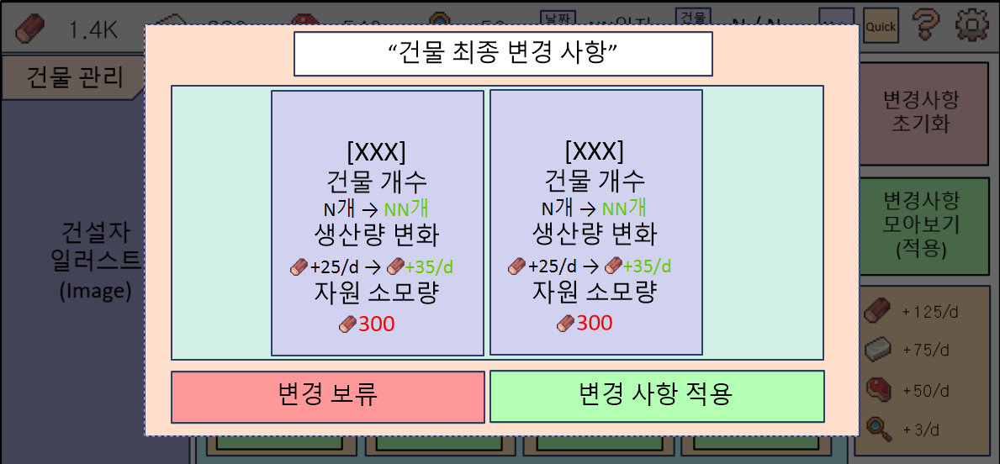 1.4K
날짜
건물
Quick
건물 관리
“건물 최종 변경 사항”
변경사항
초기화
변경사항
모아보기
(적용)
건설자
일러스트
(Image)
[XXX]
건물 개수
N개 → NN개
생산량 변화
+25/d → +35/d
자원 소모량
300
[XXX]
건물 개수
N개 → NN개
생산량 변화
+25/d → +35/d
자원 소모량
300
+125/d
+75/d
+50/d
+3/d
변경 보류
변경 사항 적용